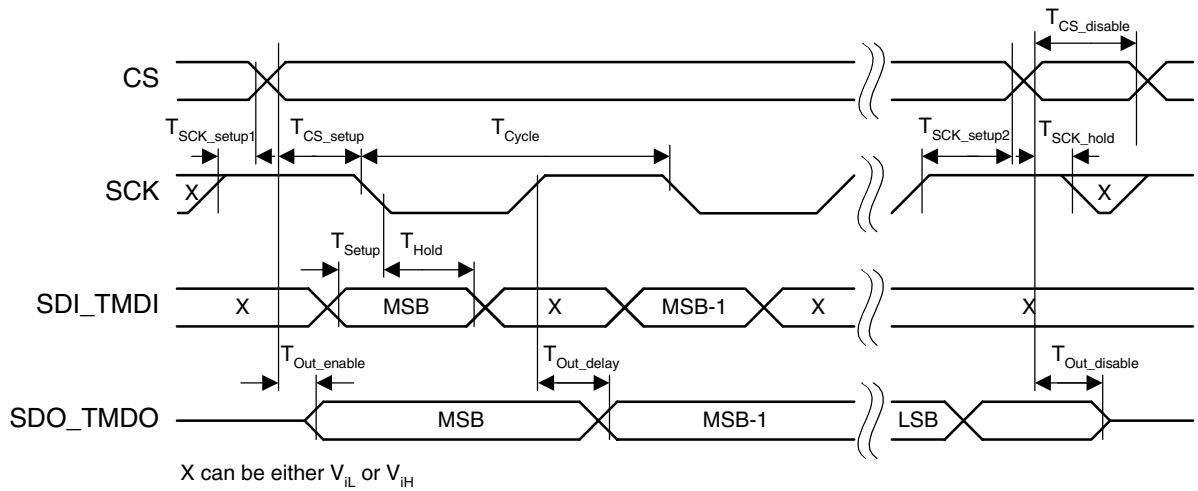 T_CS_disable
CS
T_SCK_setup1 T_CS_setup T_Cycle T_SCK_setup2 T_SCK_hold
SCK X X
T_Setup T_Hold
SDI_TMDI X MSB X MSB-1 X X
T_Out_enable T_Out_delay T_Out_disable
SDO_TMDO MSB MSB-1 LSB
X can be either V_iL or V_iH